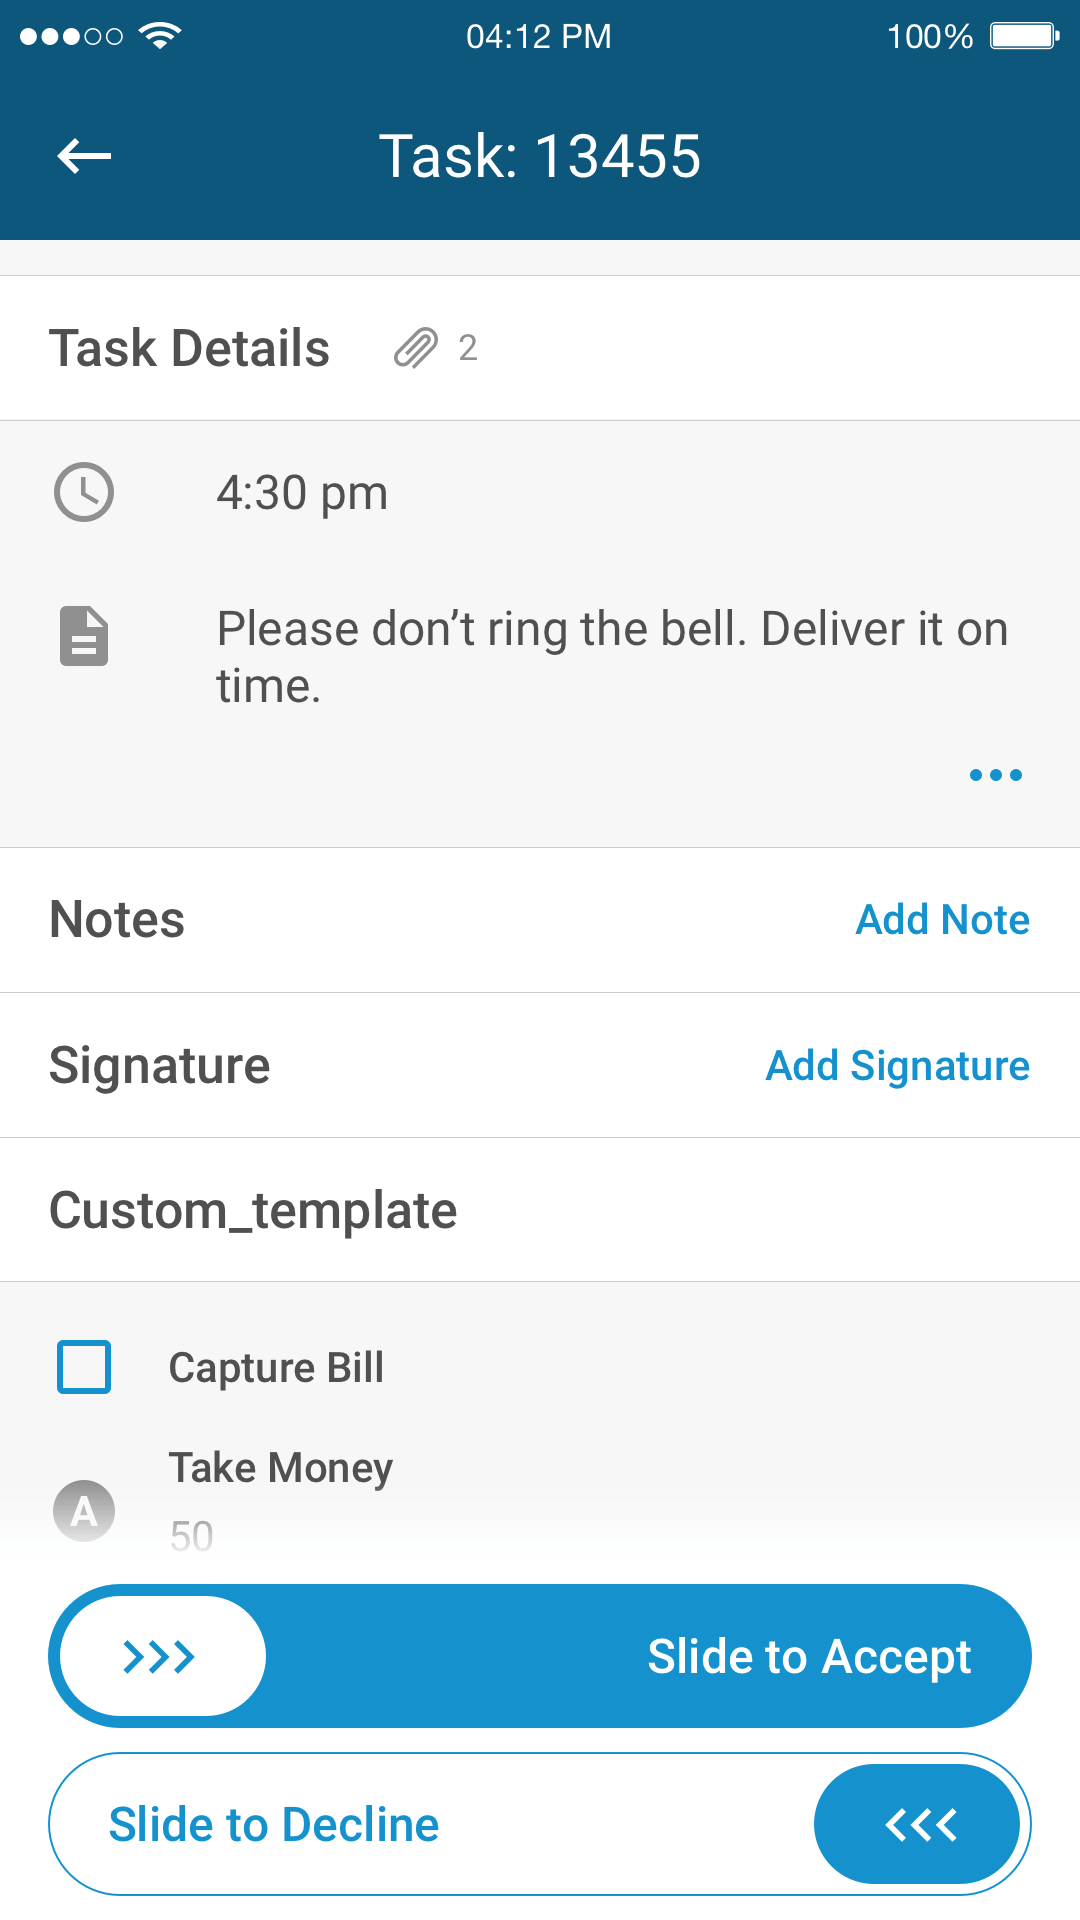 04:12 PM
100%
Task: 13455
Task Details
2
4:30 pm
Please don’t ring the bell. Deliver it on
time.
Notes
Add Note
Signature
Add Signature
Custom_template
Capture Bill
Take Money
A
50
Slide to Accept
Slide to Decline